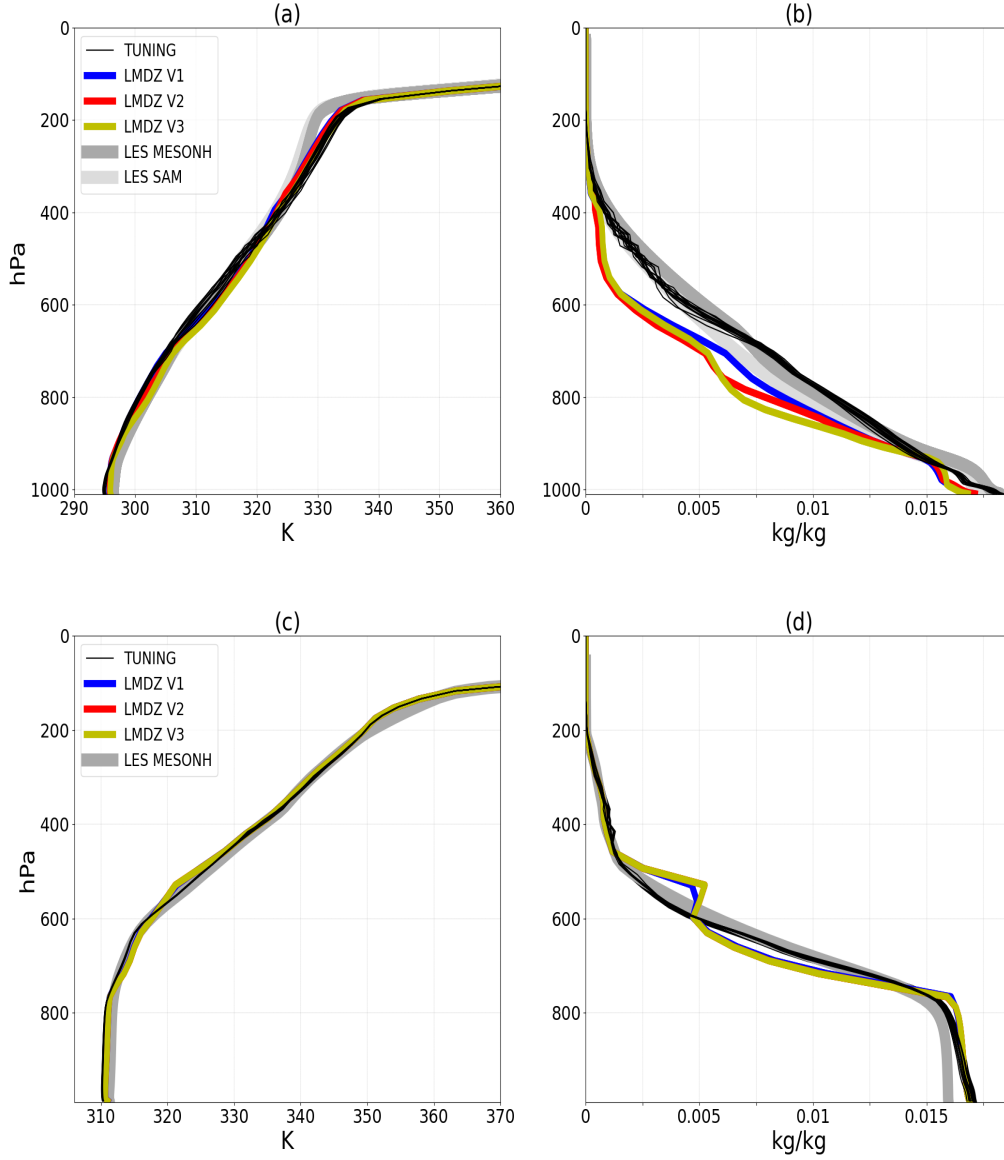 (a)
0
200
400
600
800
1000
hPa
TUNING
LMDZ V1
LMDZ V2
LMDZ V3
LES MESONH
LES SAM
290 300 310 320 330 340 350 360
K
(b)
0
200
400
600
800
1000
0 0.005 0.01 0.015
kg/kg
(c)
0
200
400
600
800
hPa
TUNING
LMDZ V1
LMDZ V2
LMDZ V3
LES MESONH
310 320 330 340 350 360 370
K
(d)
0
200
400
600
800
0 0.005 0.01 0.015
kg/kg